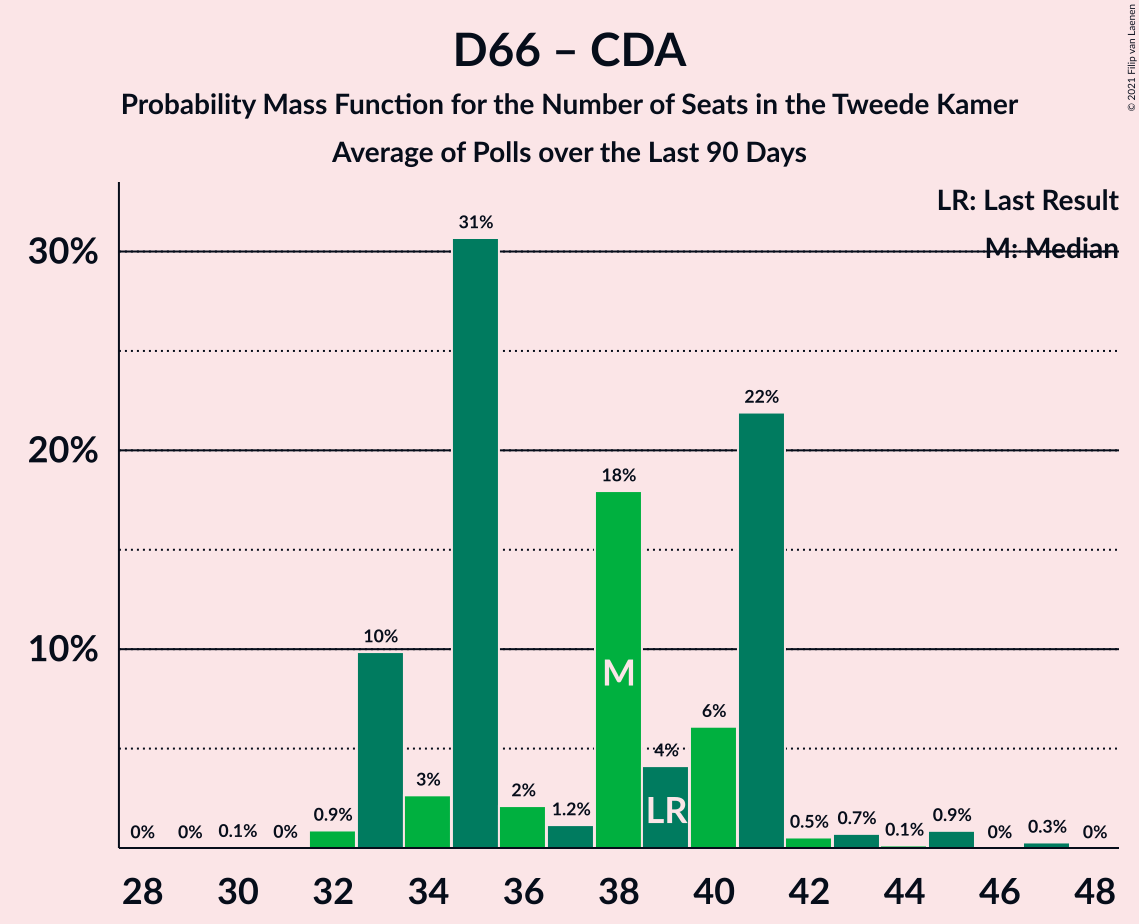 D66 – CDA
Probability Mass Function for the Number of Seats in the Tweede Kamer
Average of Polls over the Last 90 Days
© 2021 Filip van Laenen
LR: Last Result
M: Median
30%
20%
10%
0%
0%
0.1%
0%
0.9%
10%
3%
31%
2%
1.2%
18%
4%
6%
22%
0.5%
0.7%
0.1%
0.9%
0%
0.3%
0%
M
LR
28 30 32 34 36 38 40 42 44 46 48